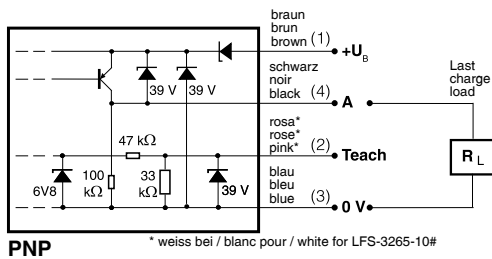 braun
brun
brown (1) +U_B
schwarz
noir
black (4) A
Last
charge
load
39 V 39 V
rosa*
rose*
pink* (2) Teach
47 kΩ
R_L
6V8
100
kΩ
33
kΩ
39 V
blau
bleu
blue (3) 0 V
* weiss bei / blanc pour / white for LFS-3265-10#
PNP